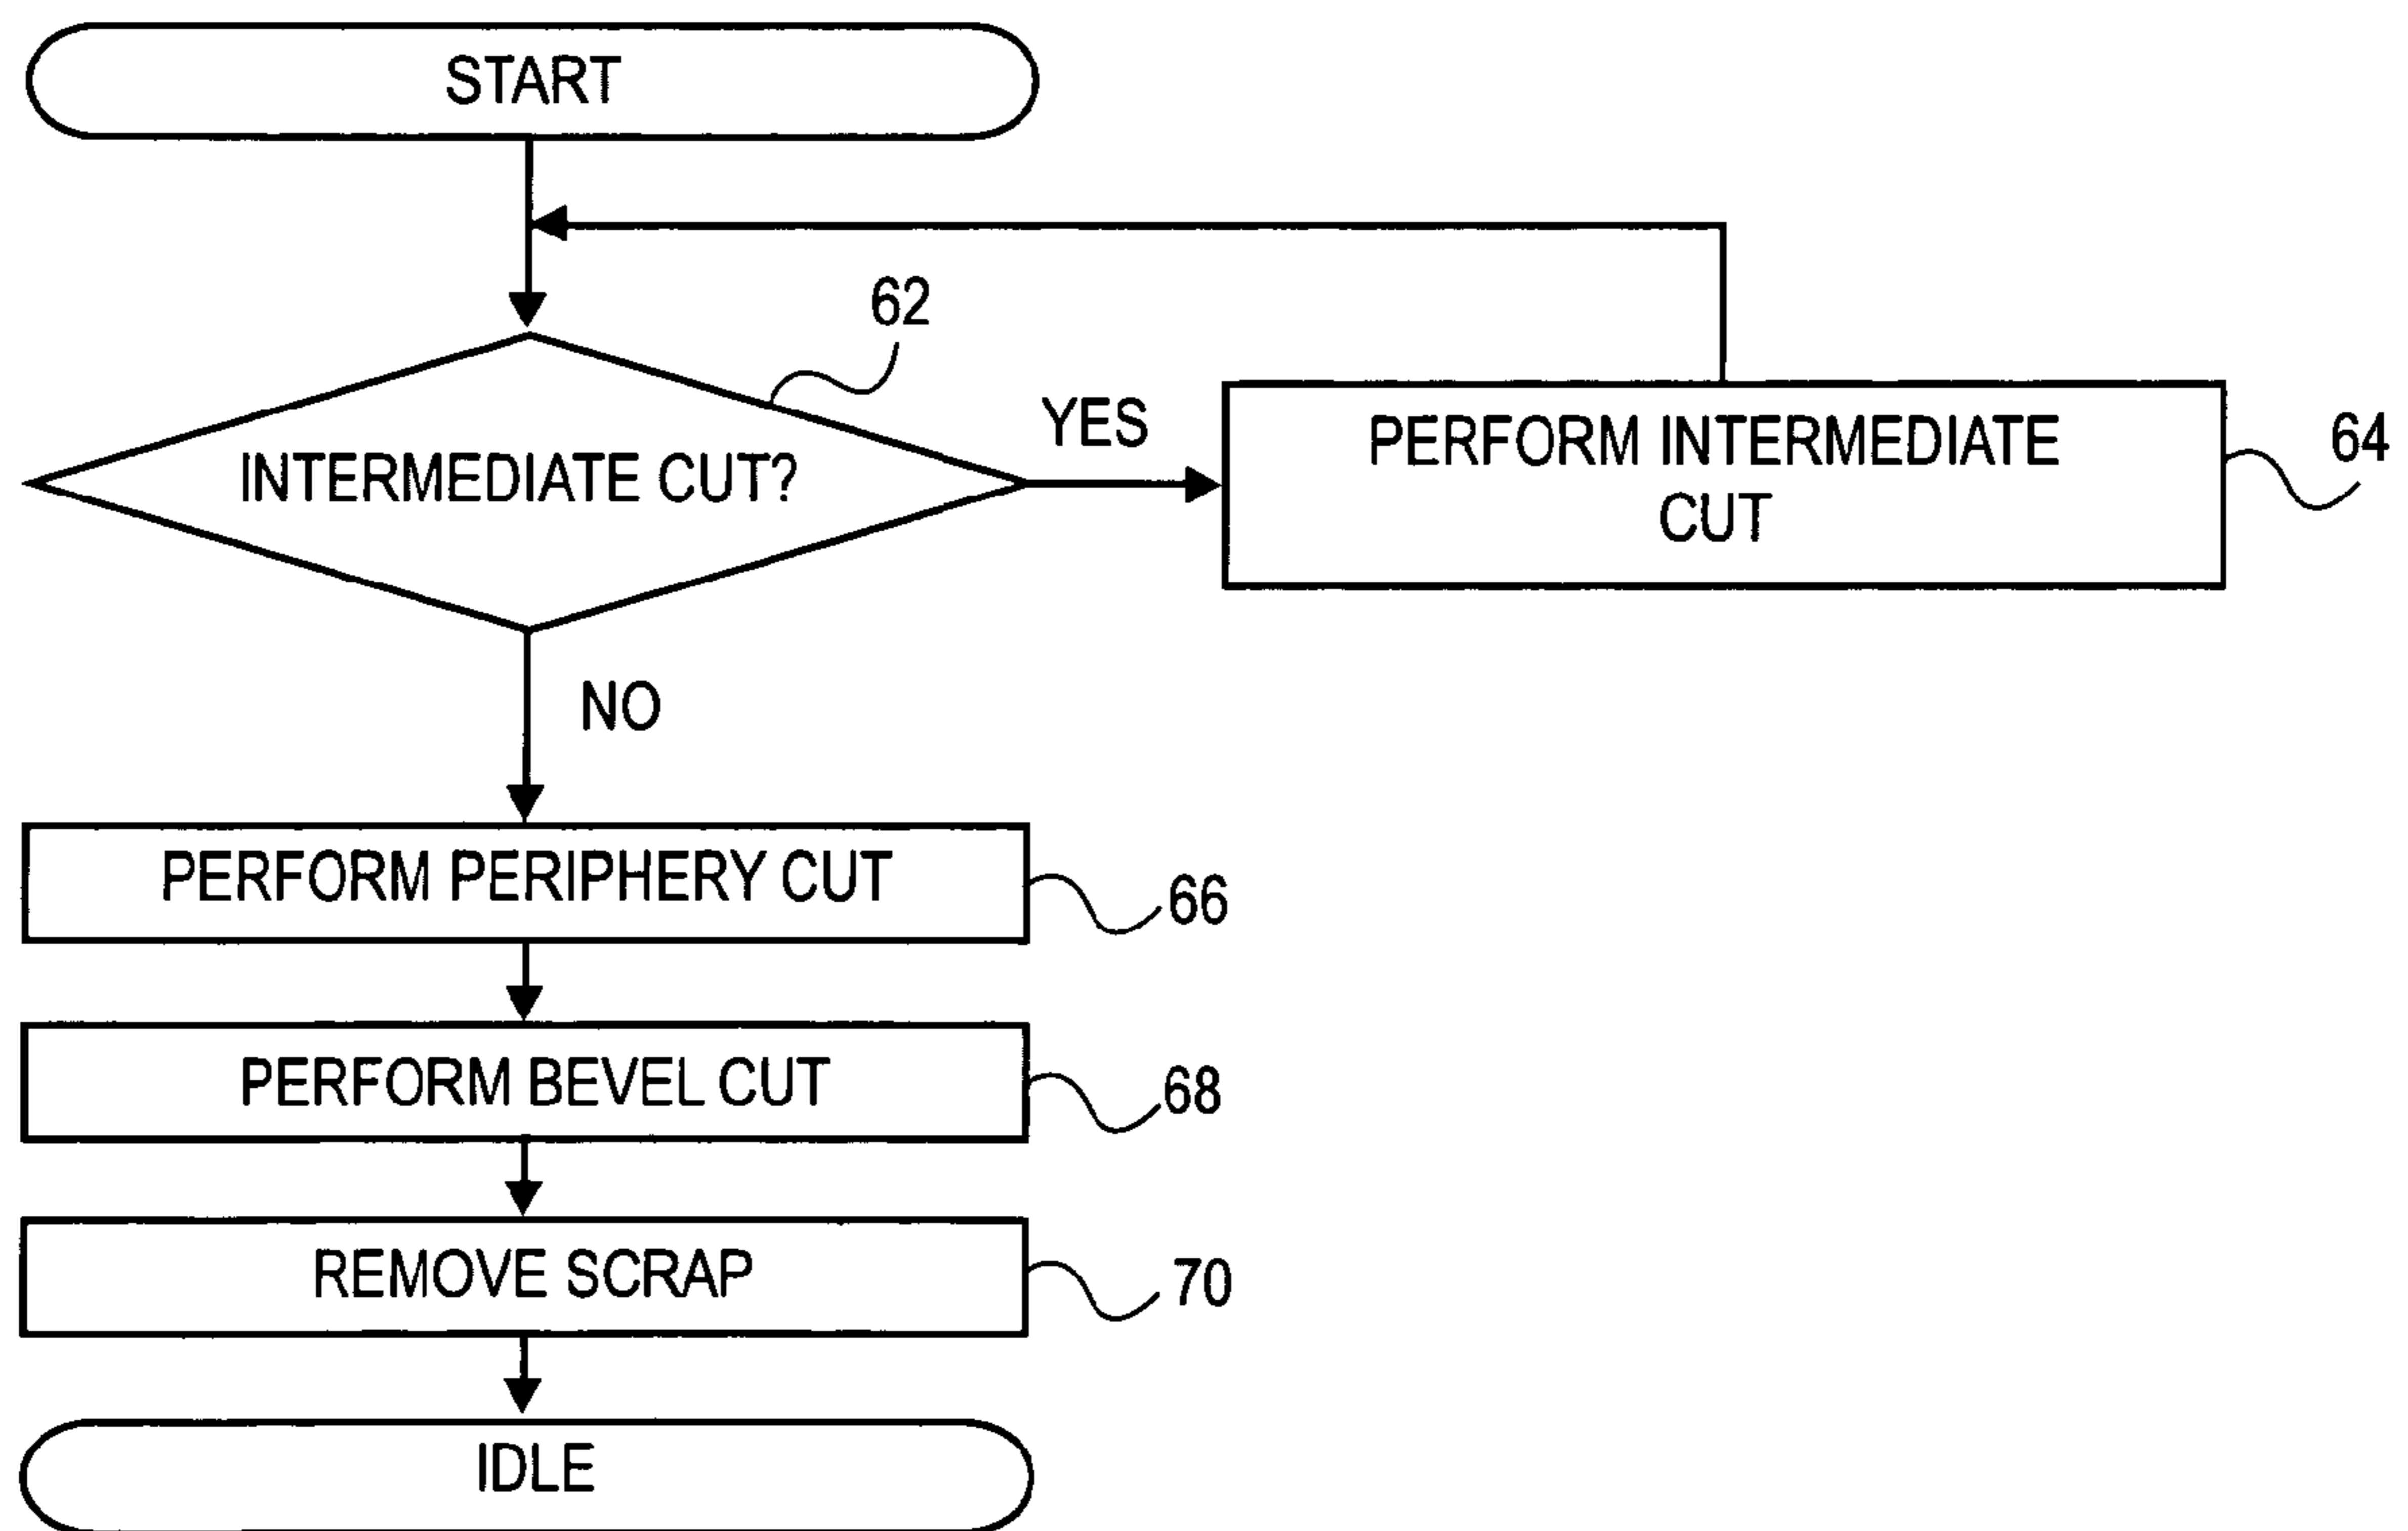 START
62
INTERMEDIATE CUT?
YES
PERFORM INTERMEDIATE
CUT
64
NO
PERFORM PERIPHERY CUT
66
PERFORM BEVEL CUT
68
REMOVE SCRAP
70
IDLE